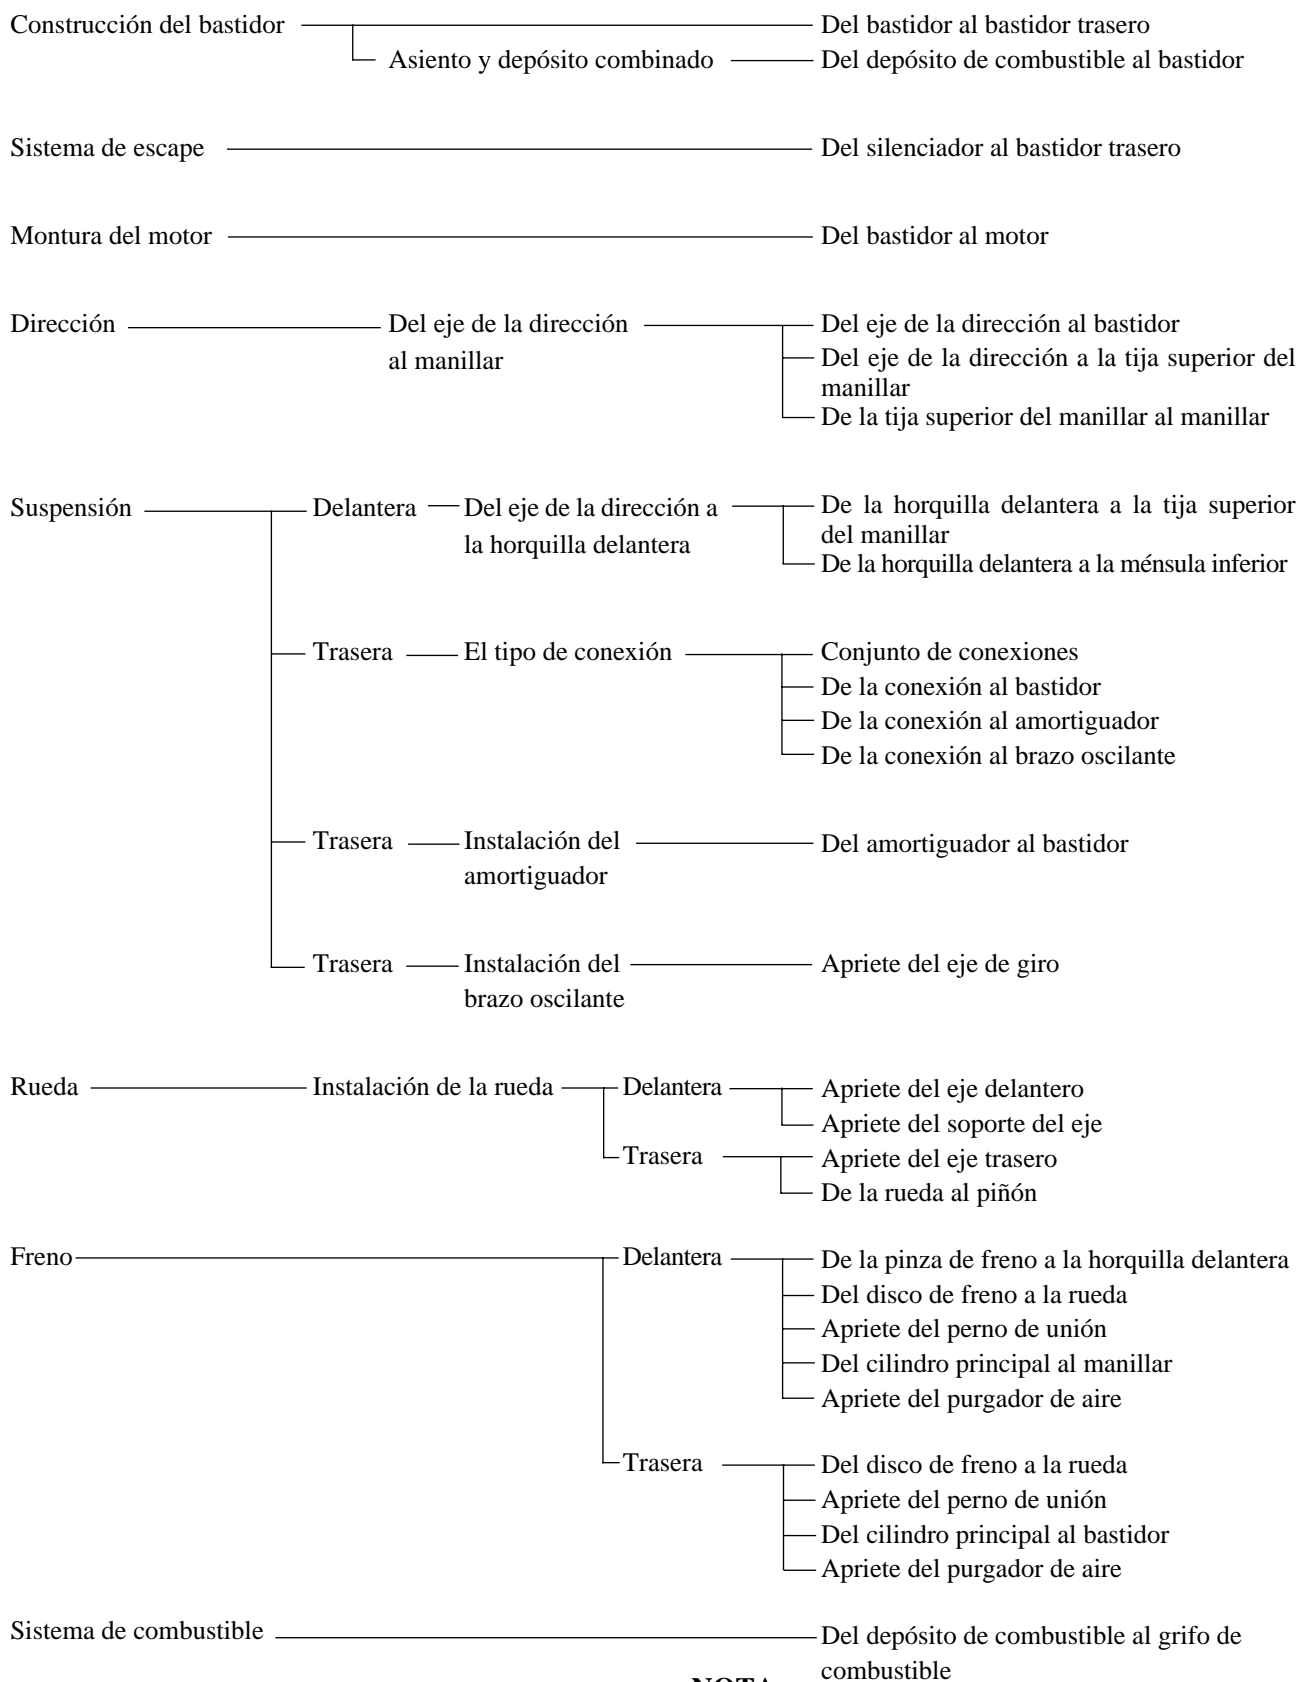 Construcción del bastidor
Del bastidor al bastidor trasero
Asiento y depósito combinado
Del depósito de combustible al bastidor
Sistema de escape
Del silenciador al bastidor trasero
Montura del motor
Del bastidor al motor
Dirección
Del eje de la dirección
al manillar
Del eje de la dirección al bastidor
Del eje de la dirección a la tija superior del
manillar
De la tija superior del manillar al manillar
Suspensión
Delantera
Del eje de la dirección a
la horquilla delantera
De la horquilla delantera a la tija superior
del manillar
De la horquilla delantera a la ménsula inferior
Trasera
El tipo de conexión
Conjunto de conexiones
De la conexión al bastidor
De la conexión al amortiguador
De la conexión al brazo oscilante
Trasera
Instalación del
amortiguador
Del amortiguador al bastidor
Trasera
Instalación del
brazo oscilante
Apriete del eje de giro
Rueda
Instalación de la rueda
Delantera
Apriete del eje delantero
Apriete del soporte del eje
Trasera
Apriete del eje trasero
De la rueda al piñón
Freno
Delantera
De la pinza de freno a la horquilla delantera
Del disco de freno a la rueda
Apriete del perno de unión
Del cilindro principal al manillar
Apriete del purgador de aire
Trasera
Del disco de freno a la rueda
Apriete del perno de unión
Del cilindro principal al bastidor
Apriete del purgador de aire
Sistema de combustible
Del depósito de combustible al grifo de
combustible